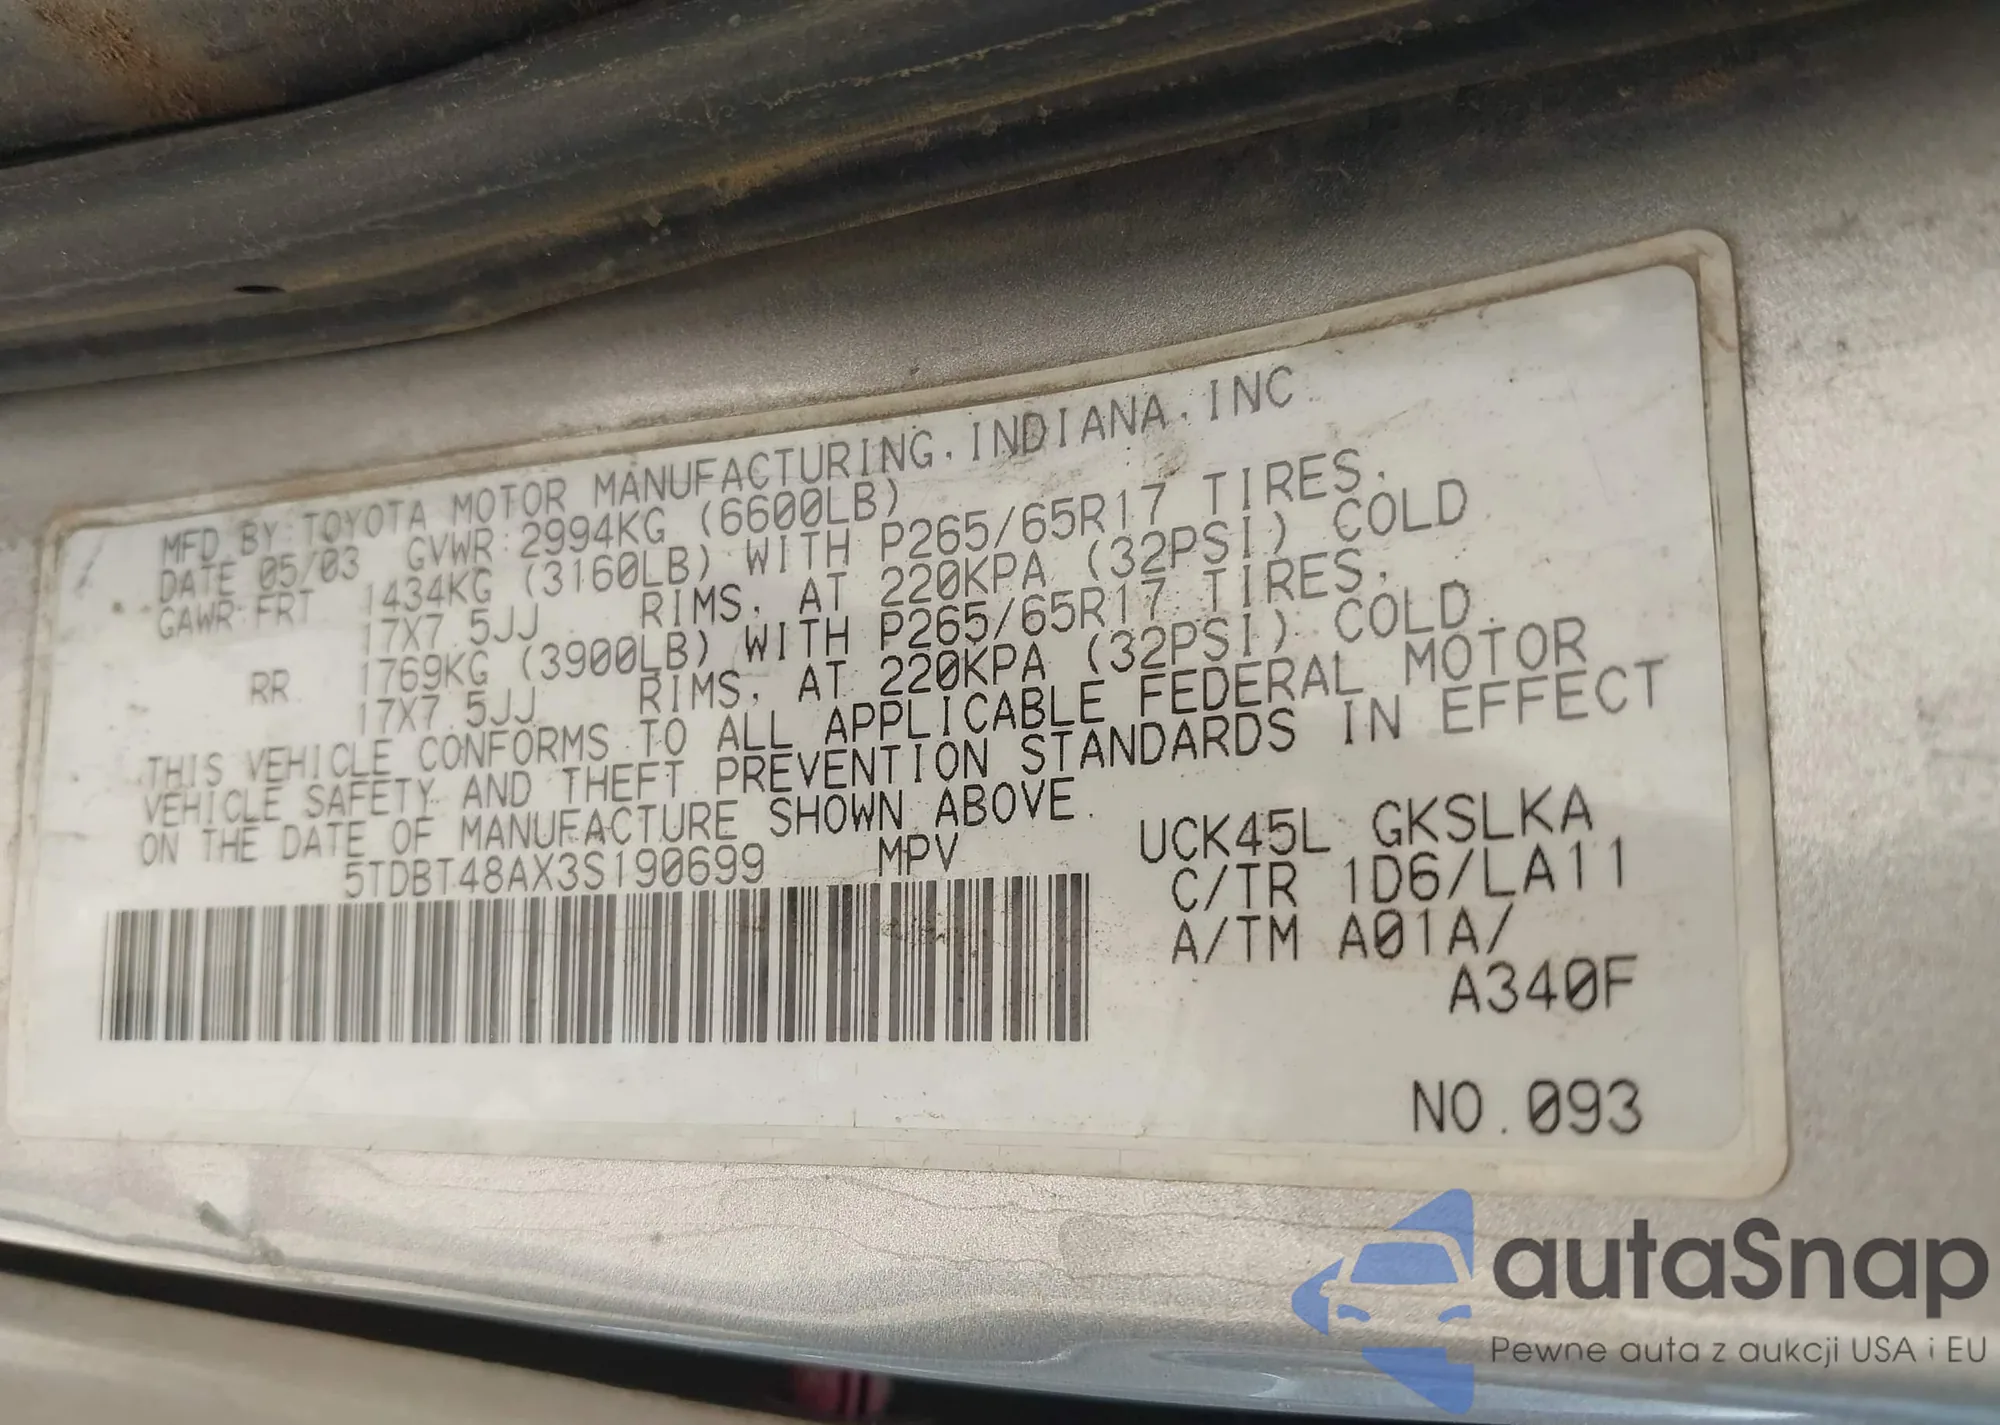 MFD BY: TOYOTA MOTOR MANUFACTURING, INDIANA, INC.
DATE 05/03 GVWR: 2994KG (6600LB)
GAWR: FRT 1434KG (3160LB) WITH P265/65R17 TIRES,
17X7.5JJ RIMS, AT 220KPA (32PSI) COLD
RR 1769KG (3900LB) WITH P265/65R17 TIRES,
17X7.5JJ RIMS, AT 220KPA (32PSI) COLD.
THIS VEHICLE CONFORMS TO ALL APPLICABLE FEDERAL MOTOR
VEHICLE SAFETY AND THEFT PREVENTION STANDARDS IN EFFECT
ON THE DATE OF MANUFACTURE SHOWN ABOVE.
5TDBT48AX3S190699 MPV
UCK45L GKSLKA
C/TR 1D6/LA11
A/TM A01A/
A340F
NO.093
autaSnap
Pewne auta z aukcji USA i EU